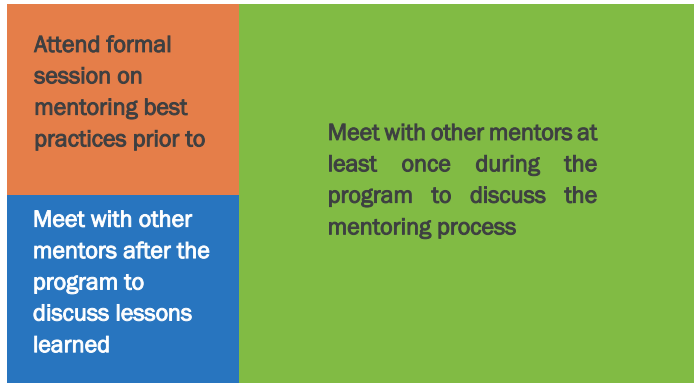 Attend formal
session on
mentoring best
practices prior to
Meet with other
mentors after the
program to
discuss lessons
learned
Meet with other mentors at
least once during the
program to discuss the
mentoring process